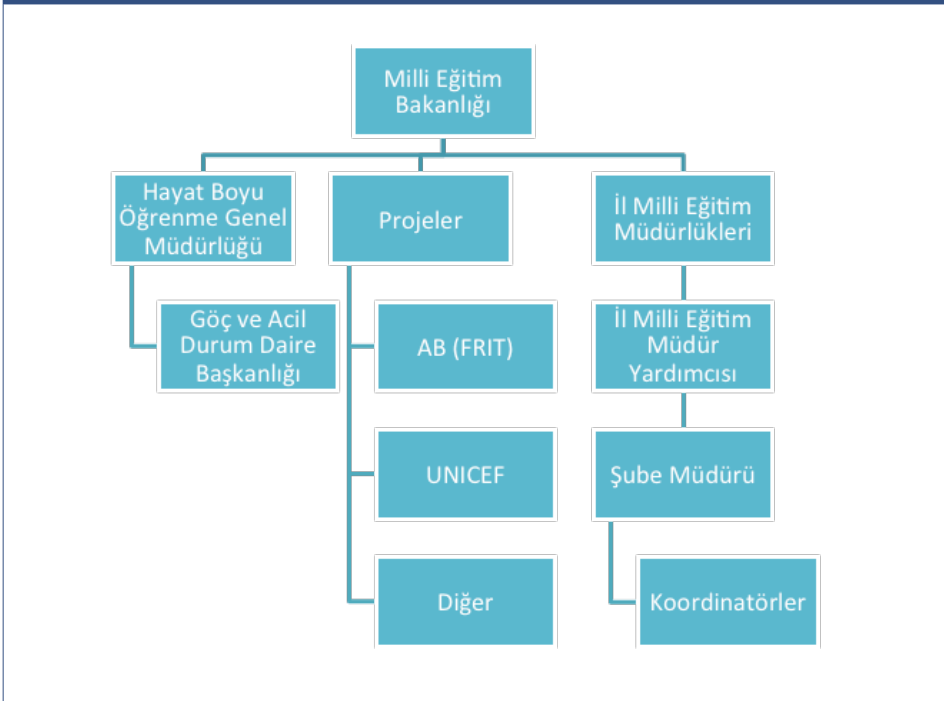 Milli Eğitim
Bakanlığı
Hayat Boyu
Öğrenme Genel
Müdürlüğü
Göç ve Acil
Durum Daire
Başkanlığı
Projeler
AB (FRIT)
UNICEF
Diğer
İl Milli Eğitim
Müdürlükleri
İl Milli Eğitim
Müdür
Yardımcısı
Şube Müdürü
Koordinatörler